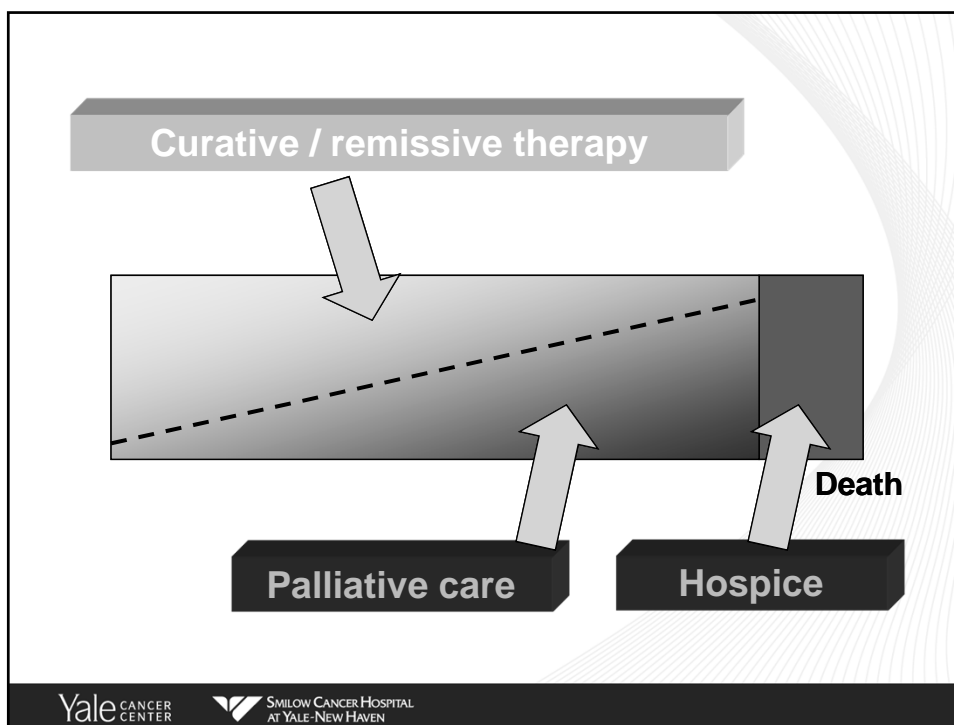 Curative / remissive therapy
Death
Palliative care
Hospice
Yale CANCER CENTER
SMILOW CANCER HOSPITAL
AT YALE-NEW HAVEN